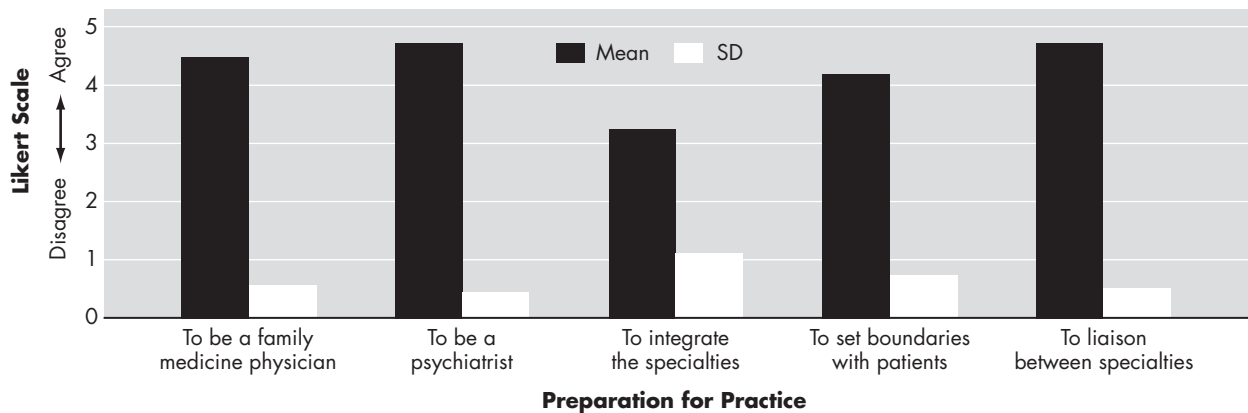 5
4
3
2
1
0
Likert Scale
Disagree
Agree
Mean
SD
To be a family
medicine physician
To be a
psychiatrist
To integrate
the specialties
To set boundaries
with patients
To liaison
between specialties
Preparation for Practice